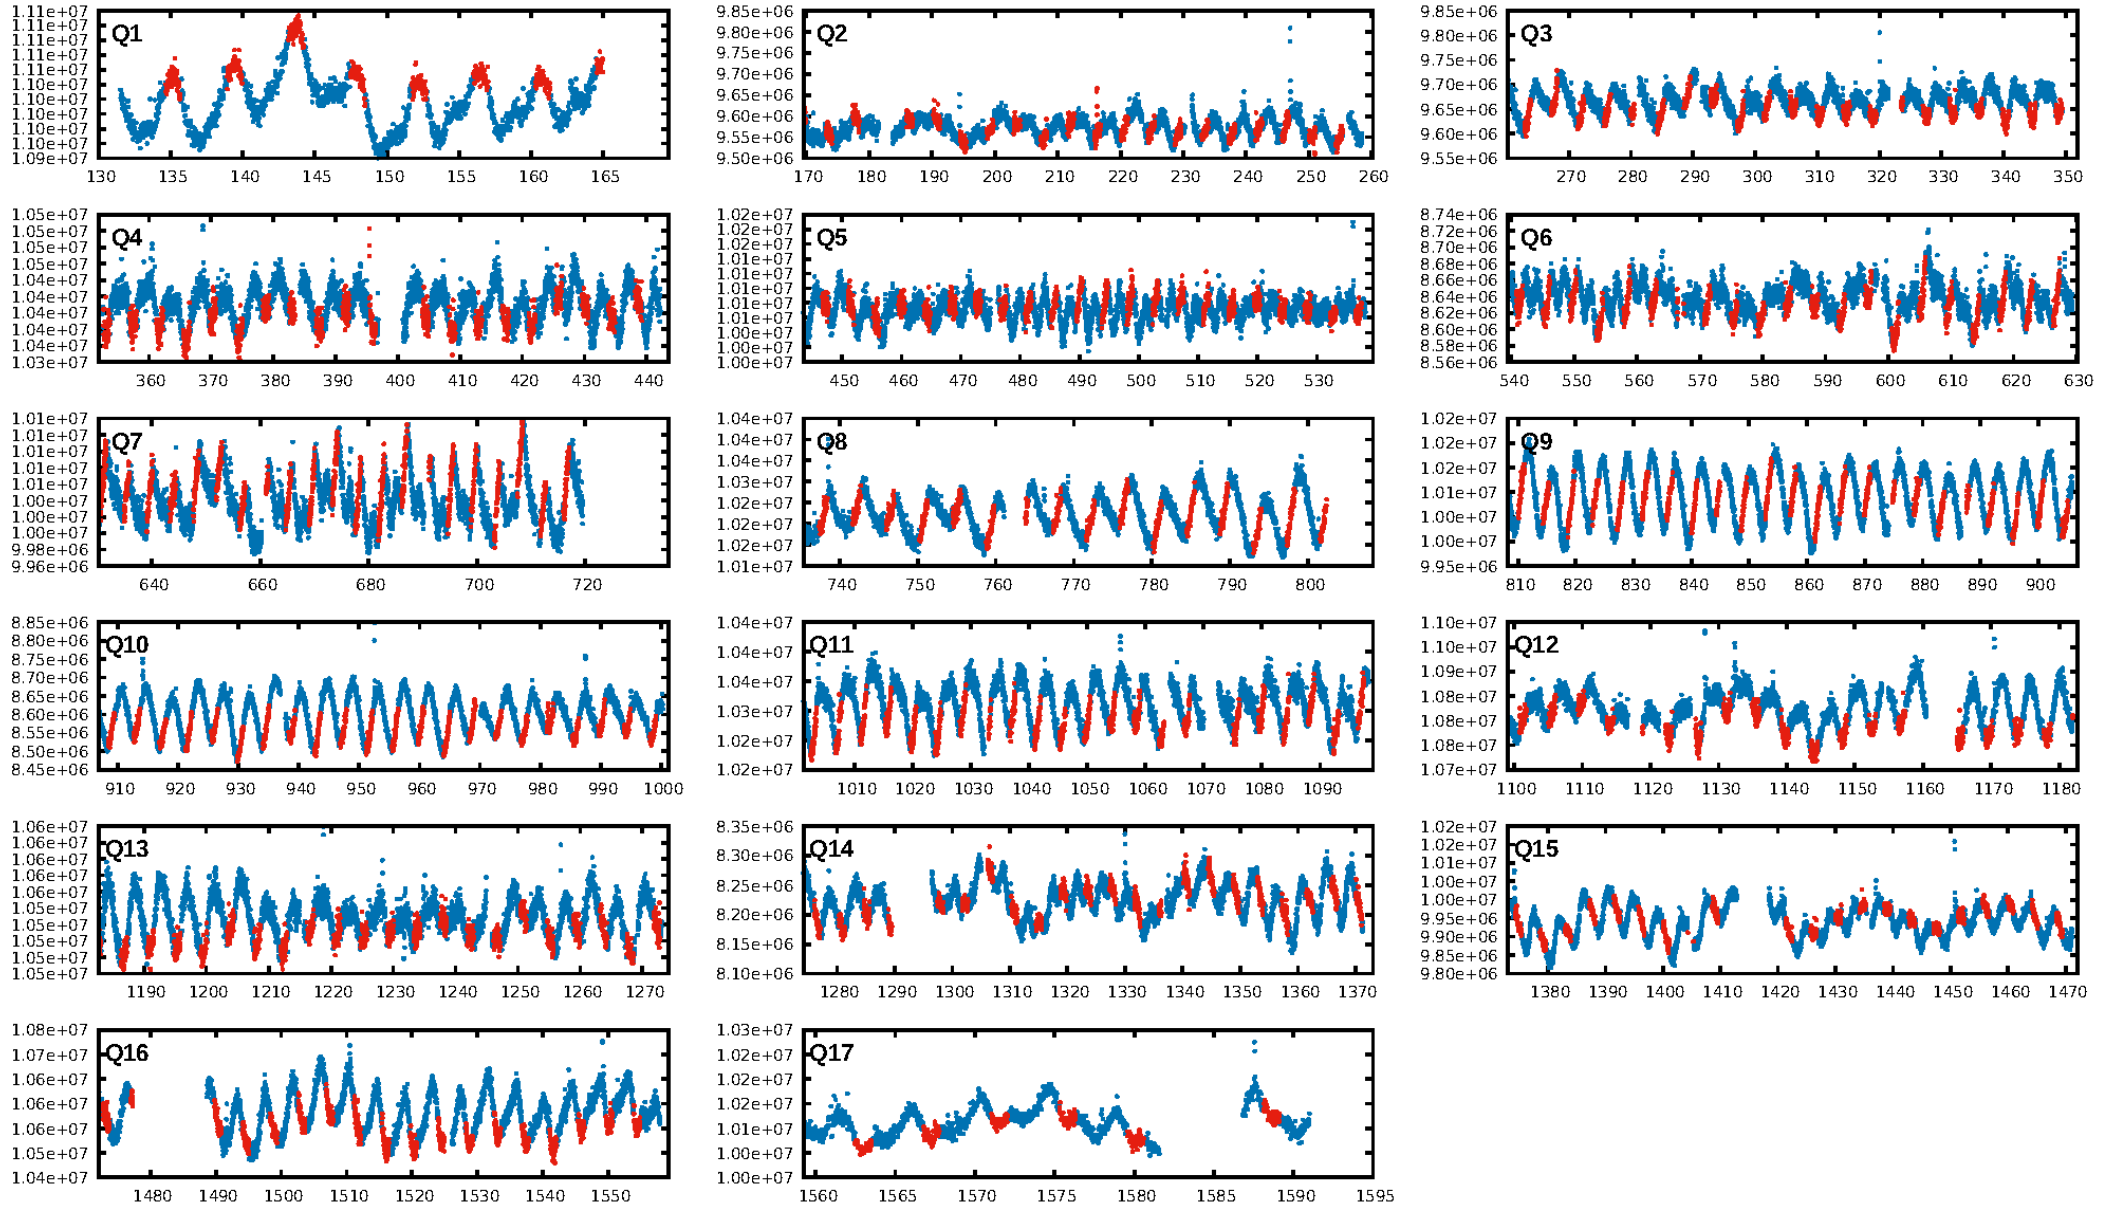 Q1
1.11e+07
1.11e+07
1.11e+07
1.11e+07
1.11e+07
1.10e+07
1.10e+07
1.10e+07
1.10e+07
1.10e+07
1.09e+07
130 135 140 145 150 155 160 165
Q2
9.85e+06
9.80e+06
9.75e+06
9.70e+06
9.65e+06
9.60e+06
9.55e+06
9.50e+06
170 180 190 200 210 220 230 240 250 260
Q3
9.85e+06
9.80e+06
9.75e+06
9.70e+06
9.65e+06
9.60e+06
9.55e+06
270 280 290 300 310 320 330 340 350
Q4
1.05e+07
1.05e+07
1.05e+07
1.05e+07
1.04e+07
1.04e+07
1.04e+07
1.04e+07
1.04e+07
1.03e+07
360 370 380 390 400 410 420 430 440
Q5
1.02e+07
1.02e+07
1.02e+07
1.01e+07
1.01e+07
1.01e+07
1.01e+07
1.01e+07
1.00e+07
1.00e+07
1.00e+07
450 460 470 480 490 500 510 520 530
Q6
8.74e+06
8.72e+06
8.70e+06
8.68e+06
8.66e+06
8.64e+06
8.62e+06
8.60e+06
8.58e+06
8.56e+06
540 550 560 570 580 590 600 610 620 630
Q7
1.01e+07
1.01e+07
1.01e+07
1.01e+07
1.01e+07
1.00e+07
1.00e+07
1.00e+07
9.98e+06
9.96e+06
640 660 680 700 720
Q8
1.04e+07
1.04e+07
1.03e+07
1.03e+07
1.02e+07
1.02e+07
1.02e+07
1.01e+07
740 750 760 770 780 790 800
Q9
1.02e+07
1.02e+07
1.02e+07
1.01e+07
1.00e+07
1.00e+07
9.95e+06
810 820 830 840 850 860 870 880 890 900
Q10
8.85e+06
8.80e+06
8.75e+06
8.70e+06
8.65e+06
8.60e+06
8.55e+06
8.50e+06
8.45e+06
910 920 930 940 950 960 970 980 990 1000
Q11
1.04e+07
1.04e+07
1.04e+07
1.03e+07
1.02e+07
1.02e+07
1010 1020 1030 1040 1050 1060 1070 1080 1090
Q12
1.10e+07
1.09e+07
1.09e+07
1.08e+07
1.08e+07
1.08e+07
1.07e+07
1100 1110 1120 1130 1140 1150 1160 1170 1180
Q13
1.06e+07
1.06e+07
1.06e+07
1.06e+07
1.06e+07
1.05e+07
1.05e+07
1.05e+07
1.05e+07
1.05e+07
1190 1200 1210 1220 1230 1240 1250 1260 1270
Q14
8.35e+06
8.30e+06
8.25e+06
8.20e+06
8.15e+06
8.10e+06
1280 1290 1300 1310 1320 1330 1340 1350 1360 1370
Q15
1.02e+07
1.02e+07
1.01e+07
1.00e+07
1.00e+07
9.95e+06
9.90e+06
9.85e+06
9.80e+06
1380 1390 1400 1410 1420 1430 1440 1450 1460 1470
Q16
1.08e+07
1.07e+07
1.06e+07
1.06e+07
1.06e+07
1.05e+07
1.04e+07
1480 1490 1500 1510 1520 1530 1540 1550
Q17
1.03e+07
1.02e+07
1.02e+07
1.02e+07
1.01e+07
1.00e+07
1.00e+07
1560 1565 1570 1575 1580 1585 1590 1595